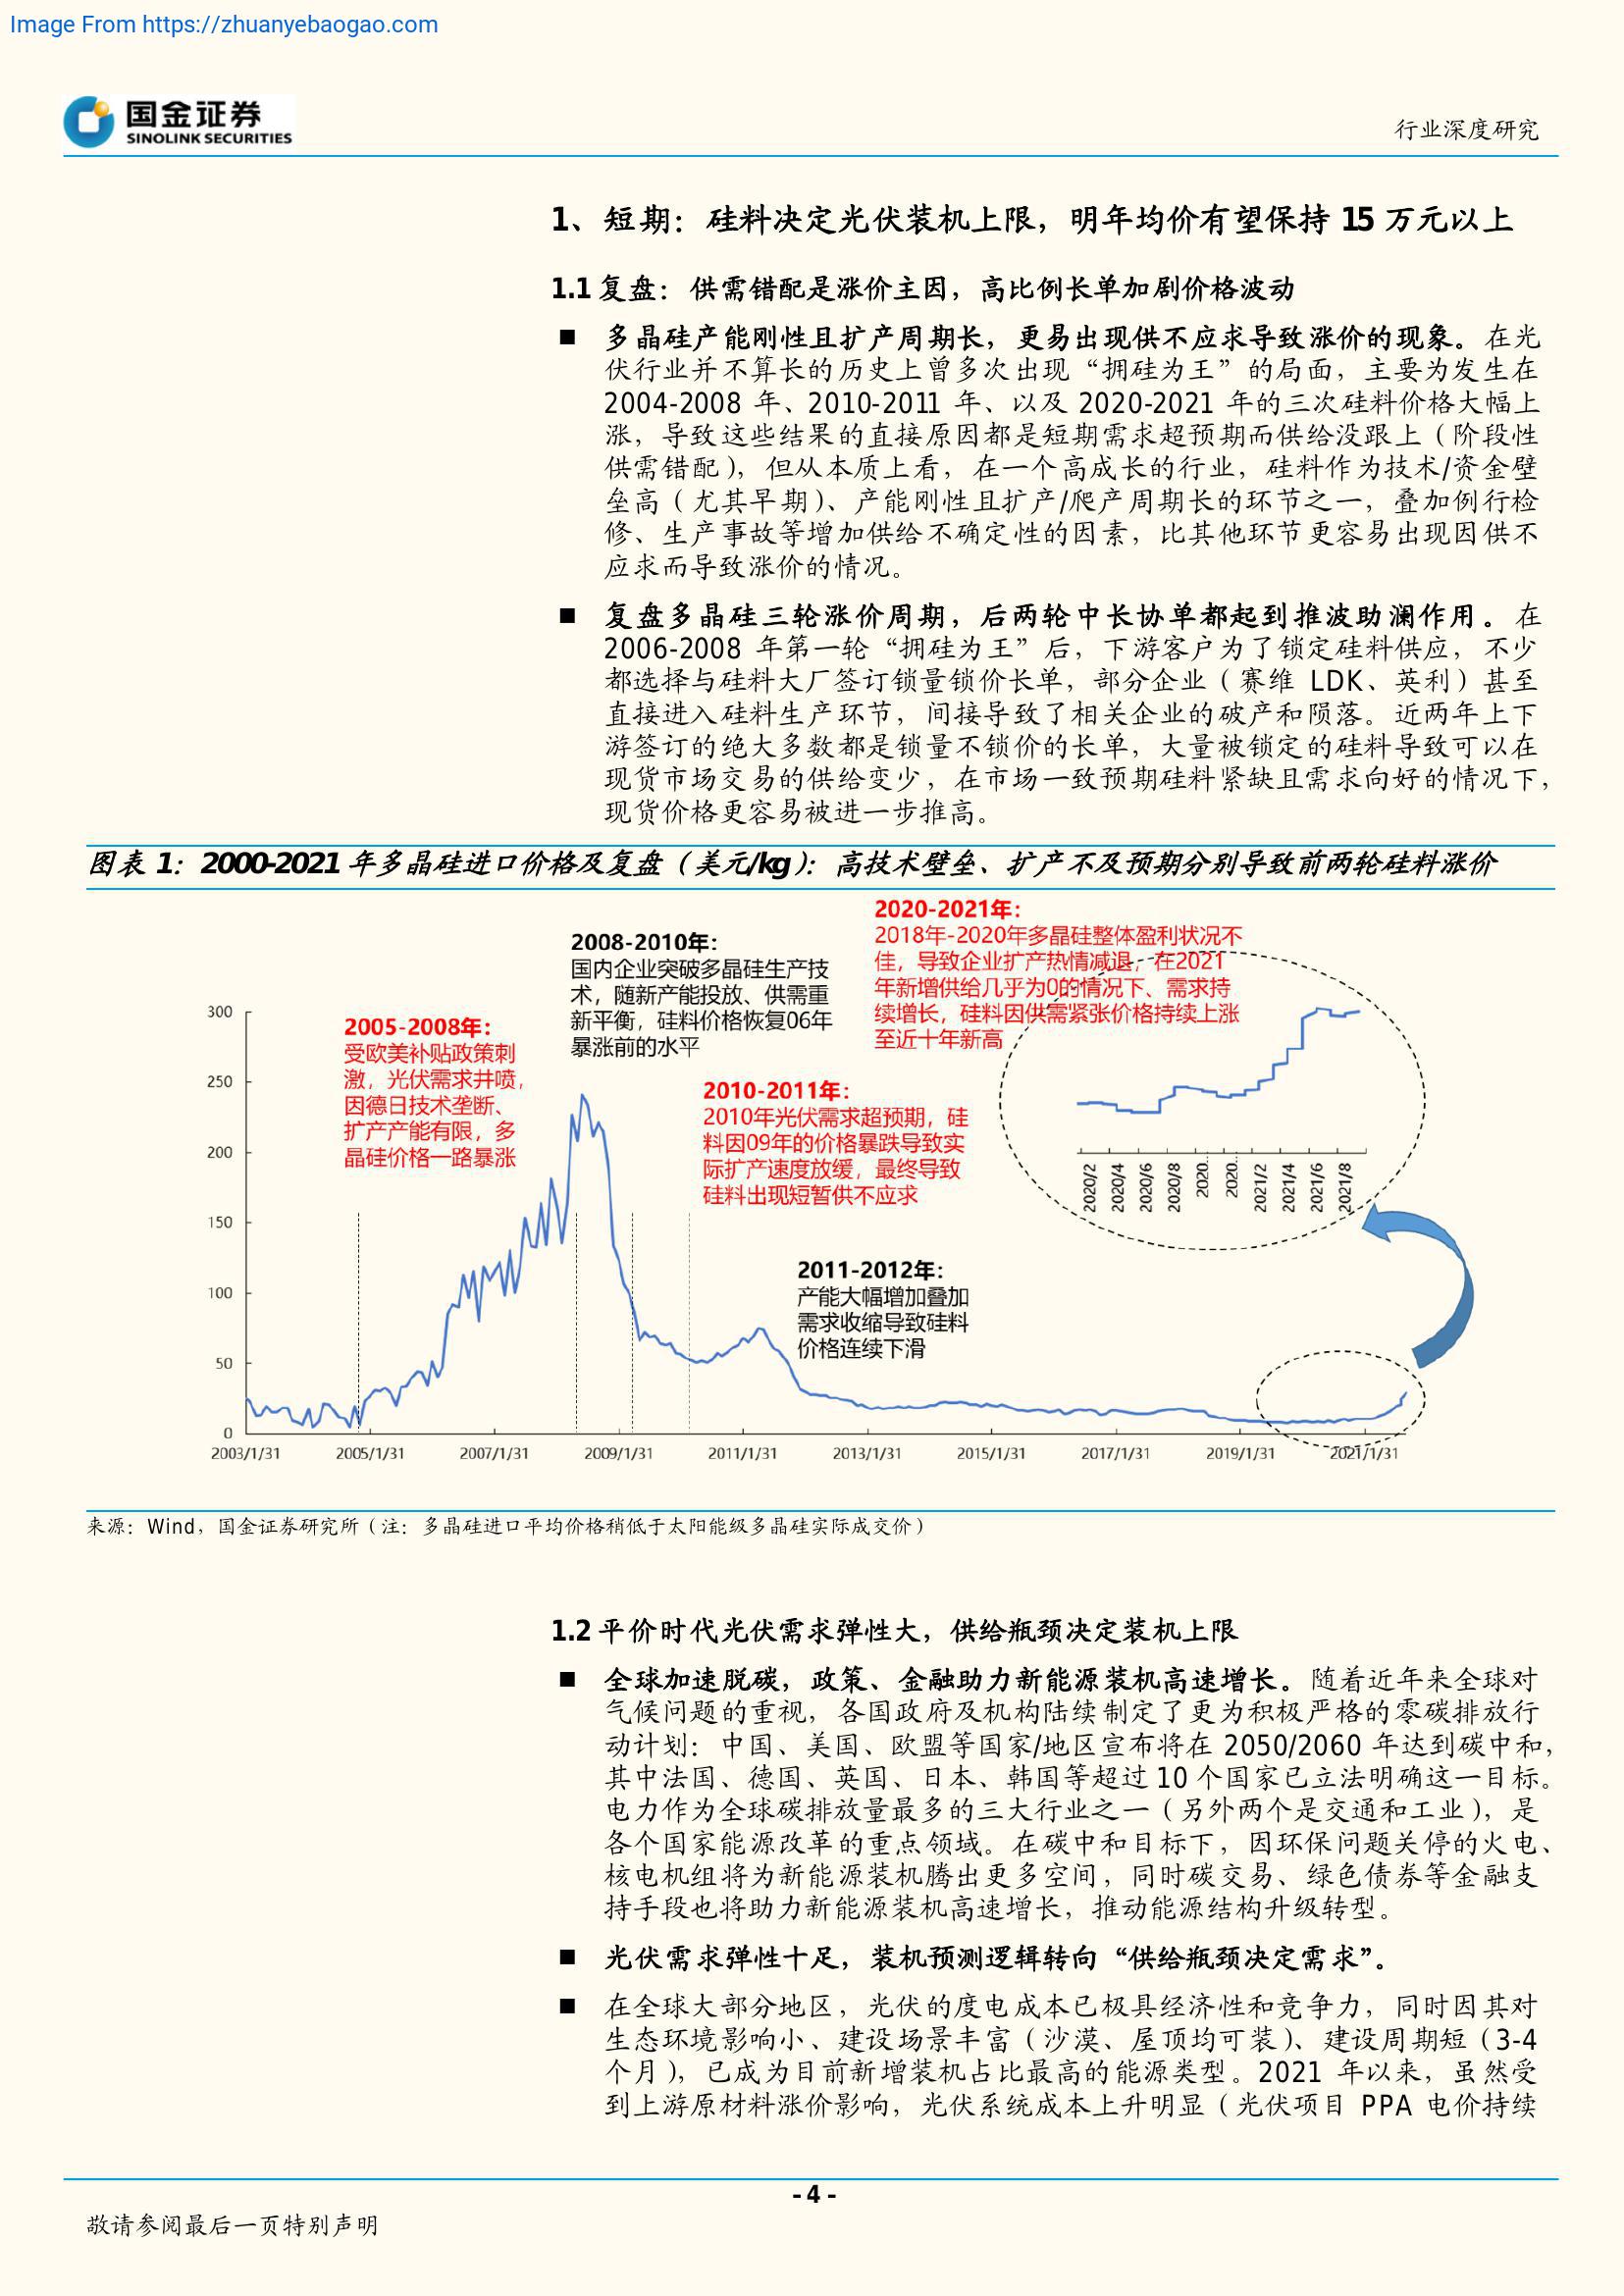 Image From https://zhuanyebaogao.com
国金证券
SINOLINK SECURITIES
行业深度研究
1、短期：硅料决定光伏装机上限，明年均价有望保持 15 万元以上
1.1 复盘：供需错配是涨价主因，高比例长单加剧价格波动
■ 多晶硅产能刚性且扩产周期长，更易出现供不应求导致涨价的现象。在光
伏行业并不算长的历史上曾多次出现“拥硅为王”的局面，主要为发生在
2004-2008 年、2010-2011 年、以及 2020-2021 年的三次硅料价格大幅上
涨，导致这些结果的直接原因都是短期需求超预期而供给没跟上（阶段性
供需错配），但从本质上看，在一个高成长的行业，硅料作为技术/资金壁
垒高（尤其早期）、产能刚性且扩产/爬产周期长的环节之一，叠加例行检
修、生产事故等增加供给不确定性的因素，比其他环节更容易出现因供不
应求而导致涨价的情况。
■ 复盘多晶硅三轮涨价周期，后两轮中长协单都起到推波助澜作用。在
2006-2008 年第一轮“拥硅为王”后，下游客户为了锁定硅料供应，不少
都选择与硅料大厂签订锁量锁价长单，部分企业（赛维 LDK、英利）甚至
直接进入硅料生产环节，间接导致了相关企业的破产和陨落。近两年上下
游签订的绝大多数都是锁量不锁价的长单，大量被锁定的硅料导致可以在
现货市场交易的供给变少，在市场一致预期硅料紧缺且需求向好的情况下，
现货价格更容易被进一步推高。
图表 1：2000-2021 年多晶硅进口价格及复盘（美元/kg）：高技术壁垒、扩产不及预期分别导致前两轮硅料涨价
2020-2021年：
2018年-2020年多晶硅整体盈利状况不
佳，导致企业扩产热情减退，在2021
年新增供给几乎为0的情况下、需求持
续增长，硅料因供需紧张价格持续上涨
至近十年新高
2008-2010年：
国内企业突破多晶硅生产技
术，随新产能投放、供需重
新平衡，硅料价格恢复06年
暴涨前的水平
2005-2008年：
受欧美补贴政策刺
激，光伏需求井喷，
因德日技术垄断、
扩产产能有限，多
晶硅价格一路暴涨
2010-2011年：
2010年光伏需求超预期，硅
料因09年的价格暴跌导致实
际扩产速度放缓，最终导致
硅料出现短暂供不应求
2011-2012年：
产能大幅增加叠加
需求收缩导致硅料
价格连续下滑
300
250
200
150
100
50
0
2003/1/31 2005/1/31 2007/1/31 2009/1/31 2011/1/31 2013/1/31 2015/1/31 2017/1/31 2019/1/31 2021/1/31
2020/2 2020/4 2020/6 2020/8 2020… 2020… 2021/2 2021/4 2021/6 2021/8
来源：Wind，国金证券研究所（注：多晶硅进口平均价格稍低于太阳能级多晶硅实际成交价）
1.2 平价时代光伏需求弹性大，供给瓶颈决定装机上限
■ 全球加速脱碳，政策、金融助力新能源装机高速增长。随着近年来全球对
气候问题的重视，各国政府及机构陆续制定了更为积极严格的零碳排放行
动计划：中国、美国、欧盟等国家/地区宣布将在 2050/2060 年达到碳中和，
其中法国、德国、英国、日本、韩国等超过 10 个国家已立法明确这一目标。
电力作为全球碳排放量最多的三大行业之一（另外两个是交通和工业），是
各个国家能源改革的重点领域。在碳中和目标下，因环保问题关停的火电、
核电机组将为新能源装机腾出更多空间，同时碳交易、绿色债券等金融支
持手段也将助力新能源装机高速增长，推动能源结构升级转型。
■ 光伏需求弹性十足，装机预测逻辑转向“供给瓶颈决定需求”。
■ 在全球大部分地区，光伏的度电成本已极具经济性和竞争力，同时因其对
生态环境影响小、建设场景丰富（沙漠、屋顶均可装）、建设周期短（3-4
个月），已成为目前新增装机占比最高的能源类型。2021 年以来，虽然受
到上游原材料涨价影响，光伏系统成本上升明显（光伏项目 PPA 电价持续
- 4 -
敬请参阅最后一页特别声明